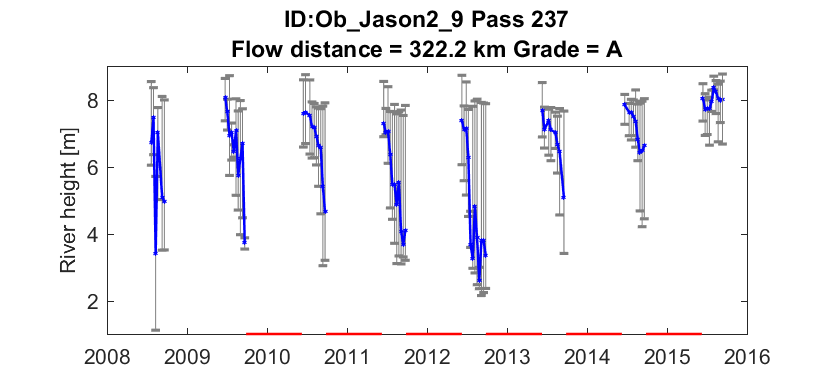 ID:Ob_Jason2_9 Pass 237
Flow distance = 322.2 km Grade = A
River height [m]
8
6
4
2
2008 2009 2010 2011 2012 2013 2014 2015 2016